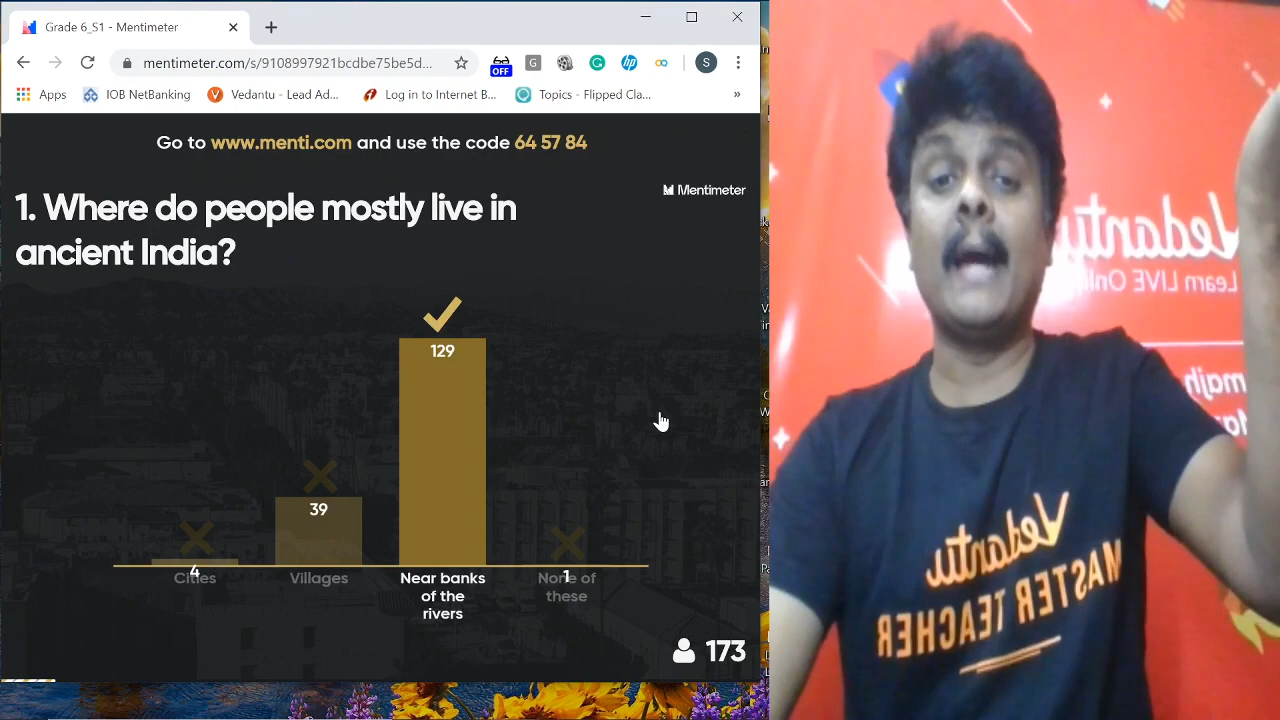 Grade 6_S1 - Mentimeter
mentimeter.com/s/9108997921bcdbe75be5d...
OFF
G
hp
S
Apps
IOB NetBanking
Vedantu - Lead Ad...
Log in to Internet B...
Topics - Flipped Cla...
»
Go to www.menti.com and use the code 64 57 84
Mentimeter
1. Where do people mostly live in
ancient India?
129
39
4
1
Cities
Villages
Near banks
of the
rivers
None of
these
173
Vedantu
Learn LIVE Onli
Vedantu
MASTER TEACHER